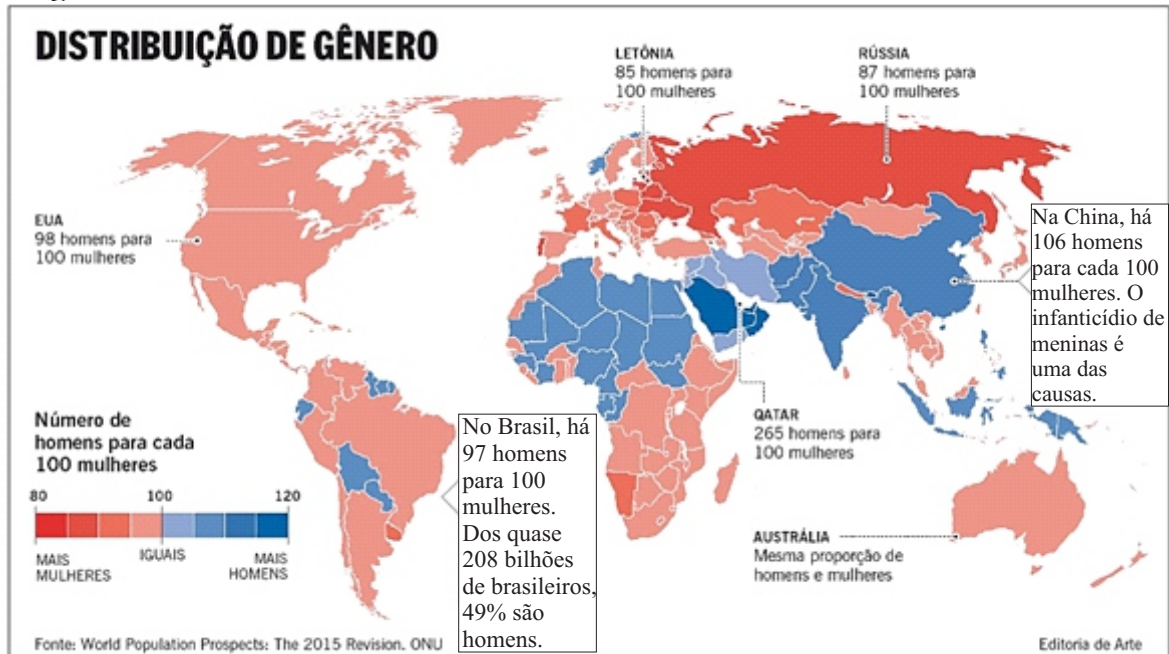 DISTRIBUIÇÃO DE GÊNERO
LETÔNIA
85 homens para
100 mulheres
RÚSSIA
87 homens para
100 mulheres
EUA
98 homens para
100 mulheres
Na China, há
106 homens
para cada 100
mulheres. O
infanticídio de
meninas é
uma das
causas.
Número de
homens para cada
100 mulheres
80
100
120
MAIS
MULHERES
IGUAIS
MAIS
HOMENS
No Brasil, há
97 homens
para 100
mulheres.
Dos quase
208 bilhões
de brasileiros,
49% são
homens.
QATAR
265 homens para
100 mulheres
AUSTRÁLIA
Mesma proporção de
homens e mulheres
Fonte: World Population Prospects: The 2015 Revision. ONU
Editoria de Arte